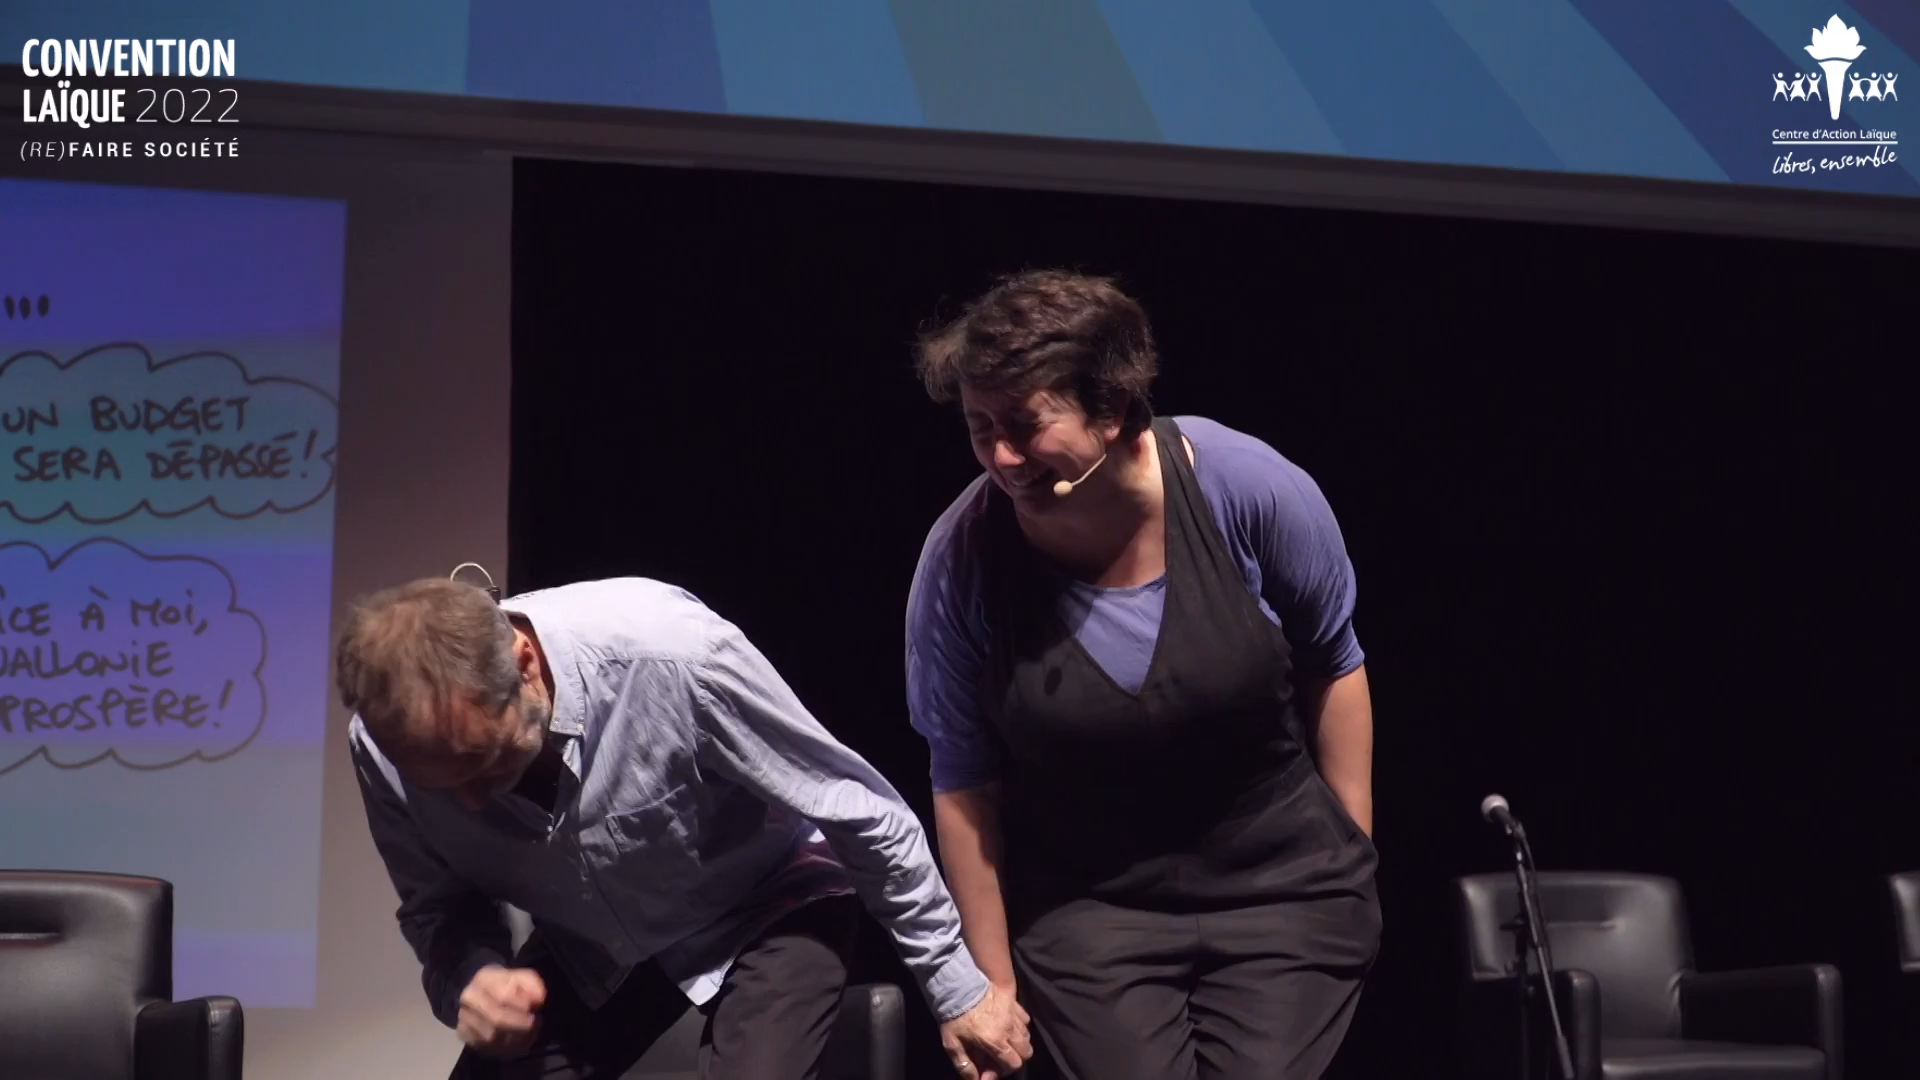 CONVENTION
LAÏQUE 2022
(RE)FAIRE SOCIÉTÉ
Centre d'Action Laïque
libres, ensemble
...
UN BUDGET
SERA DÉPASSÉ!
À MOI,
PROSPÈRE!